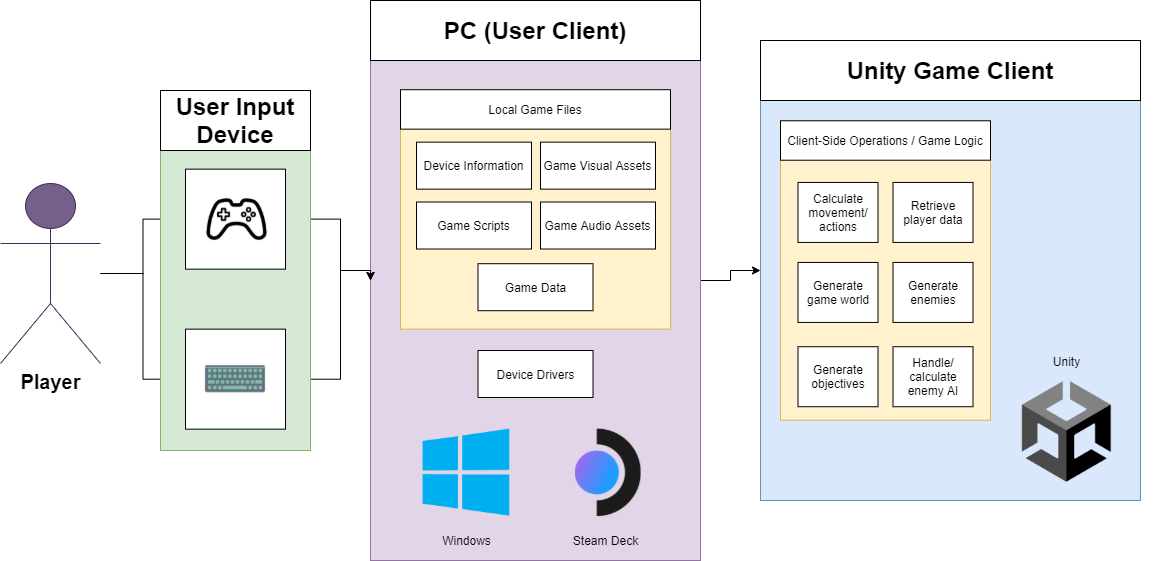 PC (User Client)
Unity Game Client
User Input
Device
Local Game Files
Device Information
Game Visual Assets
Game Scripts
Game Audio Assets
Game Data
Device Drivers
Windows
Steam Deck
Client-Side Operations / Game Logic
Calculate
movement/
actions
Retrieve
player data
Generate
game world
Generate
enemies
Generate
objectives
Handle/
calculate
enemy AI
Unity
Player